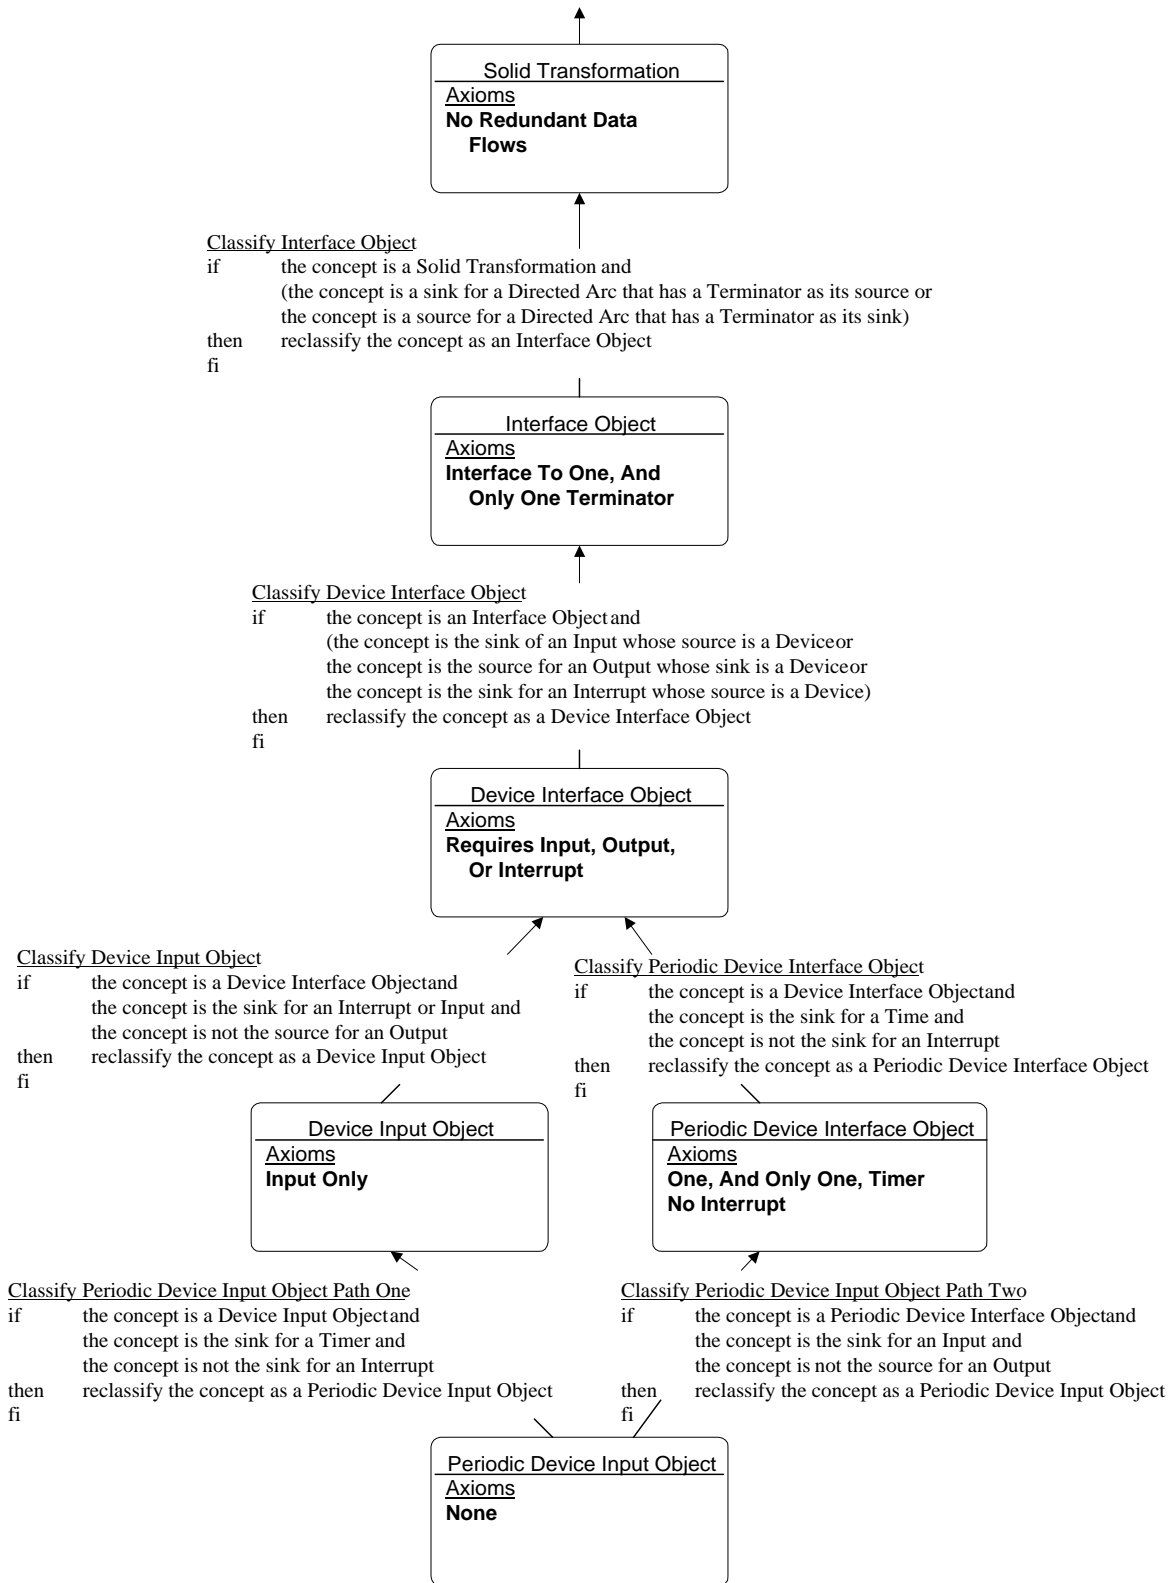 Solid Transformation
Axioms
No Redundant Data
Flows
Classify Interface Object
if the concept is a Solid Transformation and
(the concept is a sink for a Directed Arc that has a Terminator as its source or
the concept is a source for a Directed Arc that has a Terminator as its sink)
then reclassify the concept as an Interface Object
fi
Interface Object
Axioms
Interface To One, And
Only One Terminator
Classify Device Interface Object
if the concept is an Interface Object and
(the concept is the sink of an Input whose source is a Device or
the concept is the source for an Output whose sink is a Device or
the concept is the sink for an Interrupt whose source is a Device)
then reclassify the concept as a Device Interface Object
fi
Device Interface Object
Axioms
Requires Input, Output,
Or Interrupt
Classify Device Input Object
if the concept is a Device Interface Object and
the concept is the sink for an Interrupt or Input and
the concept is not the source for an Output
then reclassify the concept as a Device Input Object
fi
Classify Periodic Device Interface Object
if the concept is a Device Interface Object and
the concept is the sink for a Time and
the concept is not the sink for an Interrupt
then reclassify the concept as a Periodic Device Interface Object
fi
Device Input Object
Axioms
Input Only
Periodic Device Interface Object
Axioms
One, And Only One, Timer
No Interrupt
Classify Periodic Device Input Object Path One
if the concept is a Device Input Object and
the concept is the sink for a Timer and
the concept is not the sink for an Interrupt
then reclassify the concept as a Periodic Device Input Object
fi
Classify Periodic Device Input Object Path Two
if the concept is a Periodic Device Interface Object and
the concept is the sink for an Input and
the concept is not the source for an Output
then reclassify the concept as a Periodic Device Input Object
fi
Periodic Device Input Object
Axioms
None